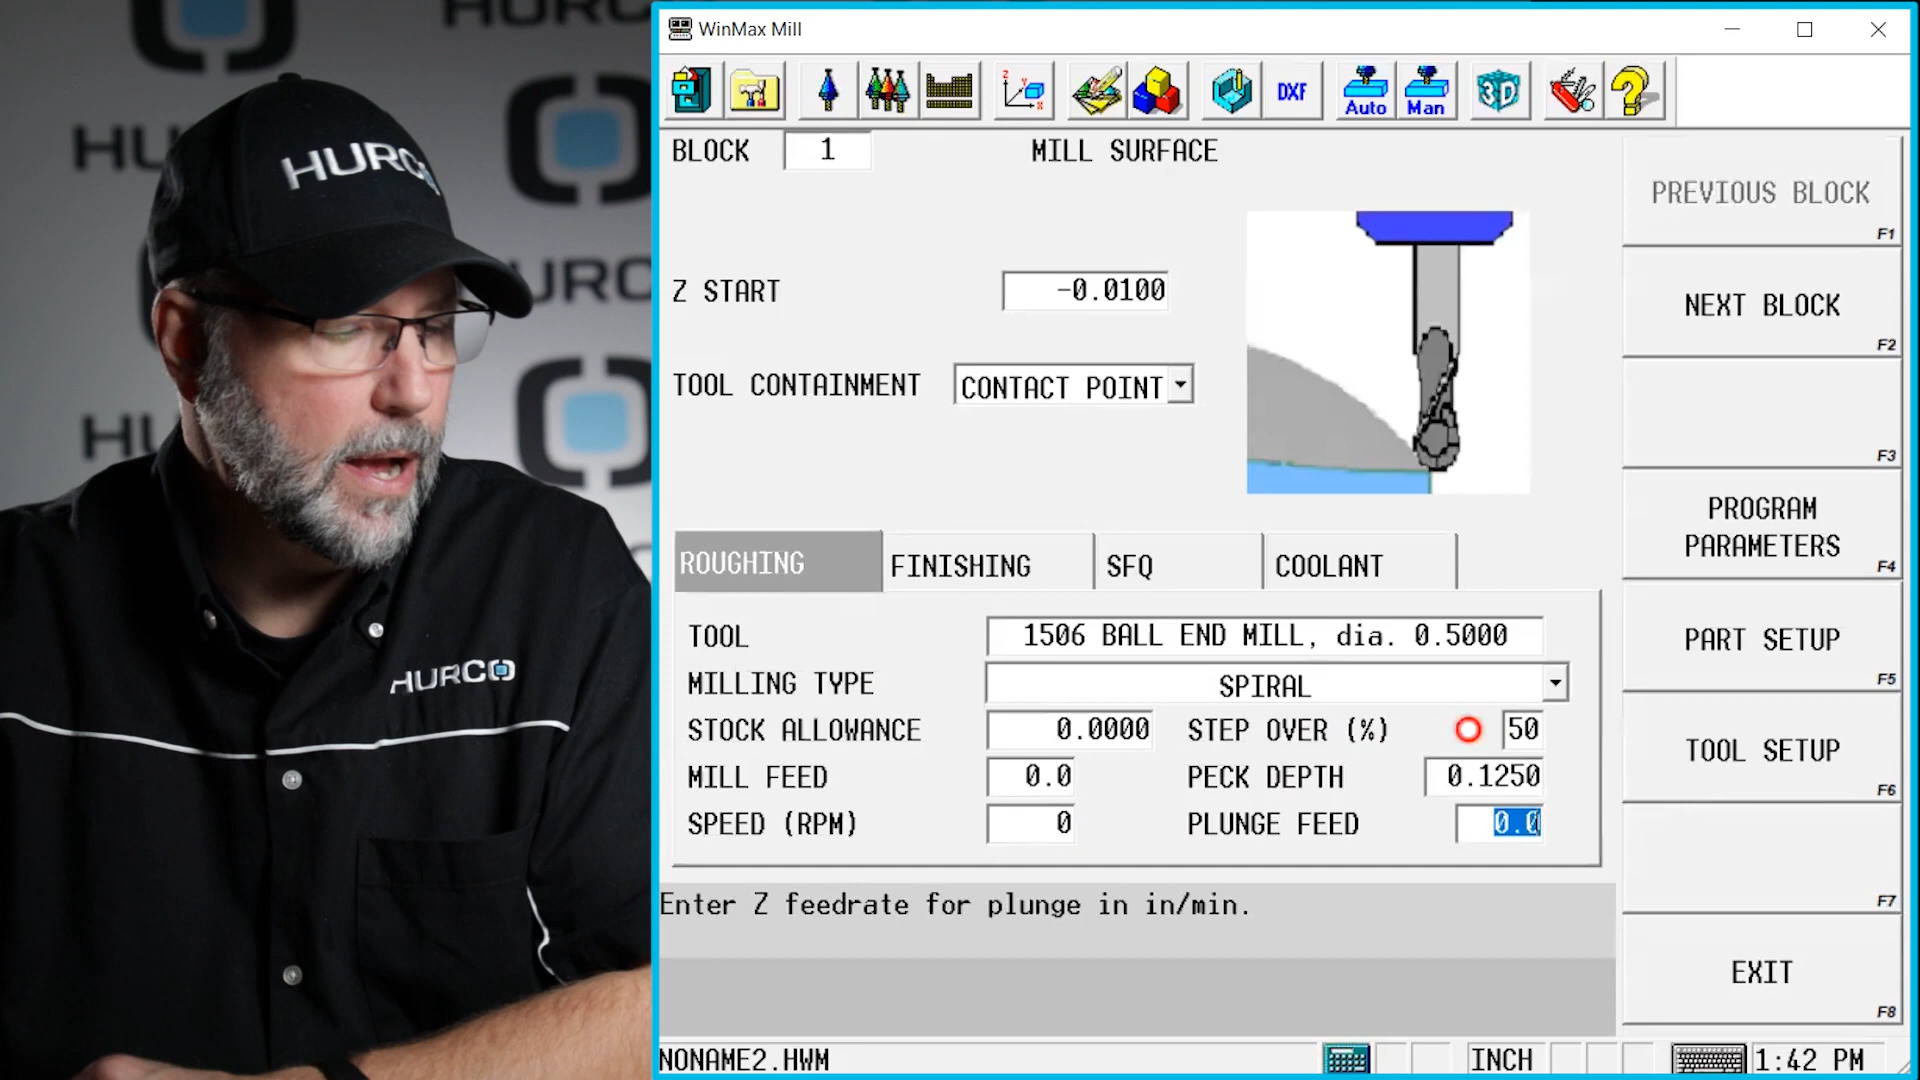 HURCO
HURCO
HURCO
WinMax Mill
DXF
Auto
Man
3D
BLOCK 1 MILL SURFACE
Z START -0.0100
TOOL CONTAINMENT CONTACT POINT
ROUGHING FINISHING SFQ COOLANT
TOOL 1506 BALL END MILL, dia. 0.5000
MILLING TYPE SPIRAL
STOCK ALLOWANCE 0.0000 STEP OVER (%) 50
MILL FEED 0.0 PECK DEPTH 0.1250
SPEED (RPM) 0 PLUNGE FEED 0.0
Enter Z feedrate for plunge in in/min.
PREVIOUS BLOCK
F1
NEXT BLOCK
F2
F3
PROGRAM
PARAMETERS
F4
PART SETUP
F5
TOOL SETUP
F6
F7
EXIT
F8
NONAME2.HWM INCH 1:42 PM